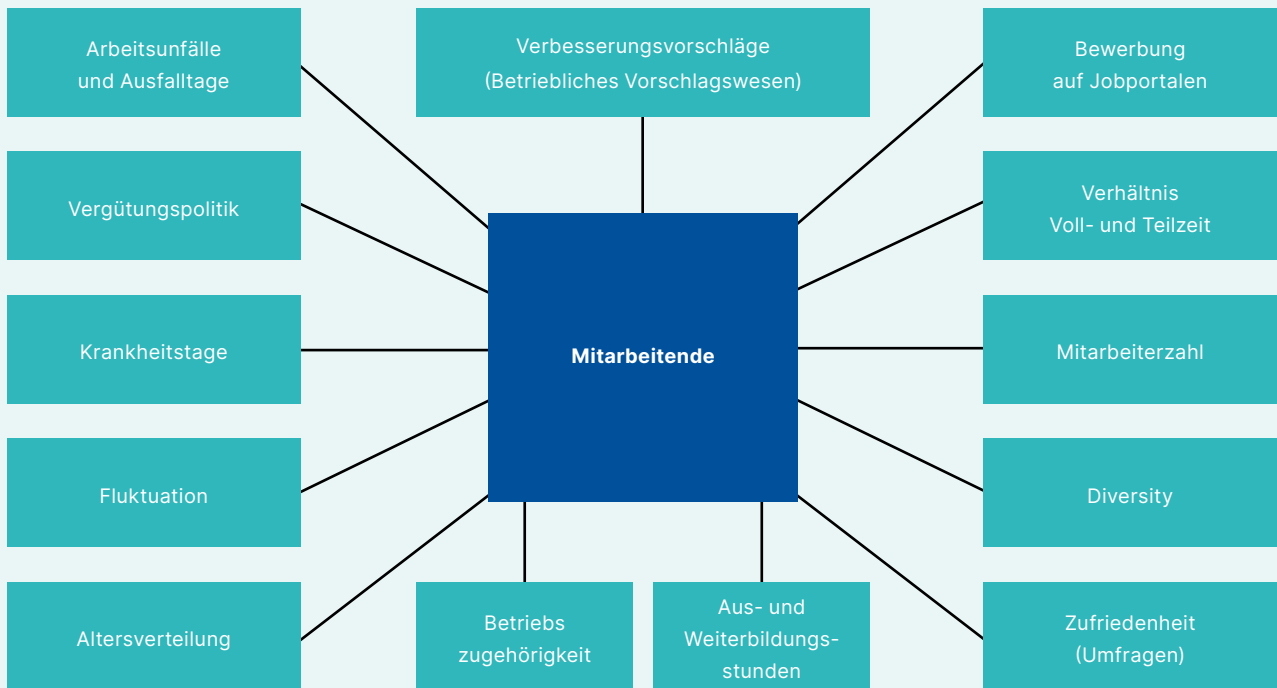 Arbeitsunfälle
und Ausfalltage
Verbesserungsvorschläge
(Betriebliches Vorschlagswesen)
Bewerbung
auf Jobportalen
Vergütungspolitik
Verhältnis
Voll- und Teilzeit
Krankheitstage
Mitarbeitende
Mitarbeiterzahl
Fluktuation
Diversity
Altersverteilung
Betriebs
zugehörigkeit
Aus- und
Weiterbildungs-
stunden
Zufriedenheit
(Umfragen)